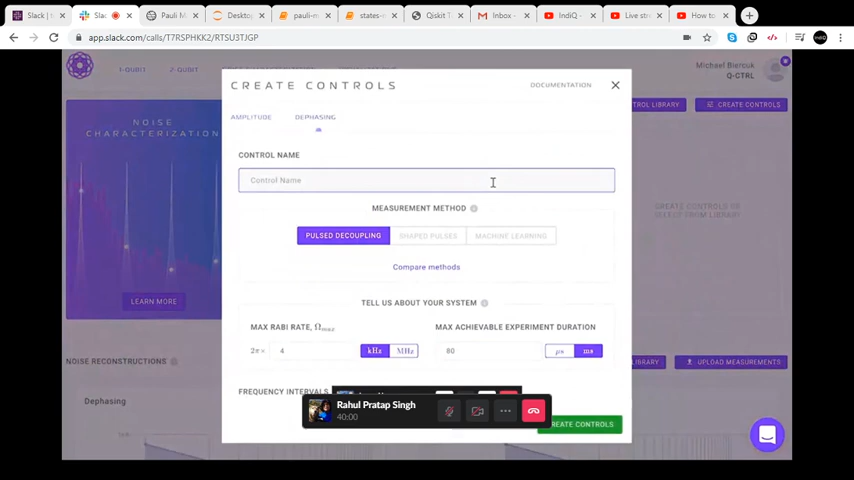 Slack | t
Slac
Pauli M
Desktop
pauli-m
states-r
Qiskit T
Inbox -
IndiQ -
Live stre
How to
app.slack.com/calls/T7RSPHKK2/RTSU3TJGP
1-QUBIT
2-QUBIT
Michael Biercuk
Q-CTRL
CREATE CONTROLS
DOCUMENTATION
AMPLITUDE
DEPHASING
CREATE CONTROLS
NOISE
CHARACTERIZATION
LEARN MORE
CREATE CONTROLS OR
SELECT FROM LIBRARY
CONTROL NAME
Control Name
MEASUREMENT METHOD
PULSED DECOUPLING
SHAPED PULSES
MACHINE LEARNING
Compare methods
TELL US ABOUT YOUR SYSTEM
MAX RABI RATE, Ωmax
MAX ACHIEVABLE EXPERIMENT DURATION
2π×
4
kHz
MHz
80
μs
ms
NOISE RECONSTRUCTIONS
LIBRARY
UPLOAD MEASUREMENTS
FREQUENCY INTERVALS
Dephasing
Rahul Pratap Singh
40:00
CREATE CONTROLS